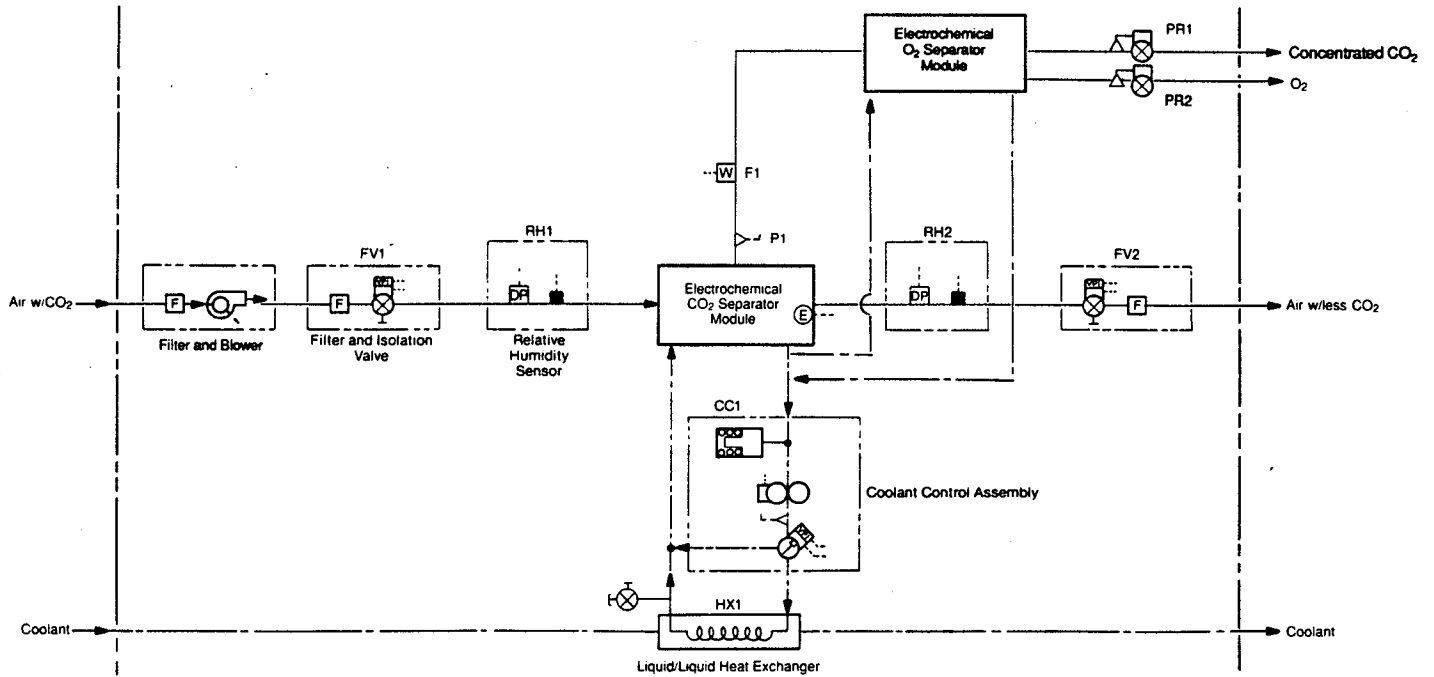 Electrochemical
O2 Separator
Module
PR1
Concentrated CO2
O2
PR2
W
F1
P1
RH1
RH2
FV1
FV2
Air w/CO2
F
F
DP
Electrochemical
CO2 Separator
Module
E
DP
F
Air w/less CO2
Filter and Blower
Filter and Isolation
Valve
Relative
Humidity
Sensor
CC1
Coolant Control Assembly
HX1
Coolant
Coolant
Liquid/Liquid Heat Exchanger